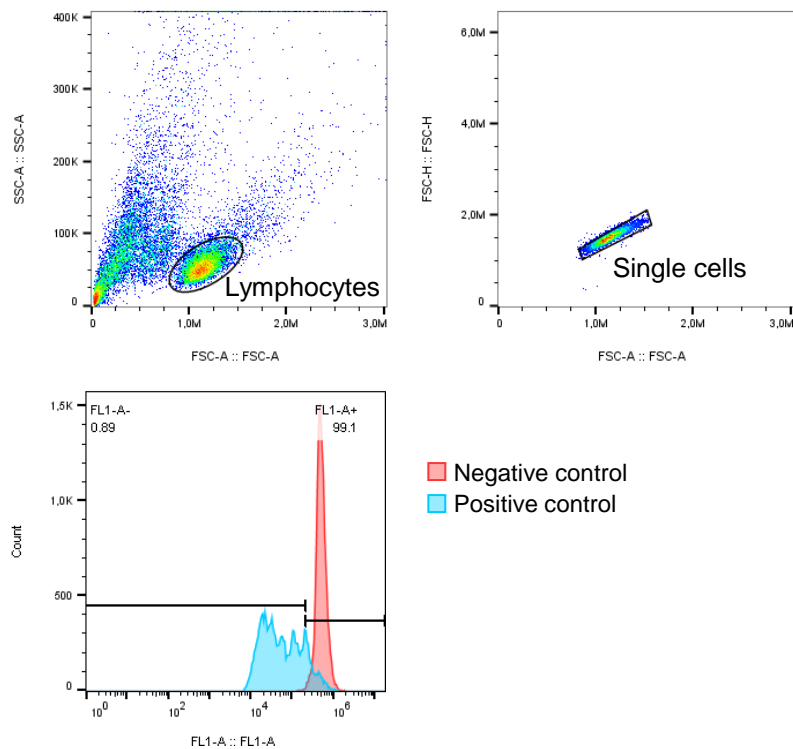 400K
300K
200K
100K
0
SSC-A :: SSC-A
0
1,0M
2,0M
3,0M
FSC-A :: FSC-A
Lymphocytes
6,0M
4,0M
2,0M
0
FSC-H :: FSC-H
0
1,0M
2,0M
3,0M
FSC-A :: FSC-A
Single cells
1,5K
1,0K
500
0
Count
FL1-A-
0.89
FL1-A+
99.1
10^0
10^2
10^4
10^6
FL1-A :: FL1-A
Negative control
Positive control